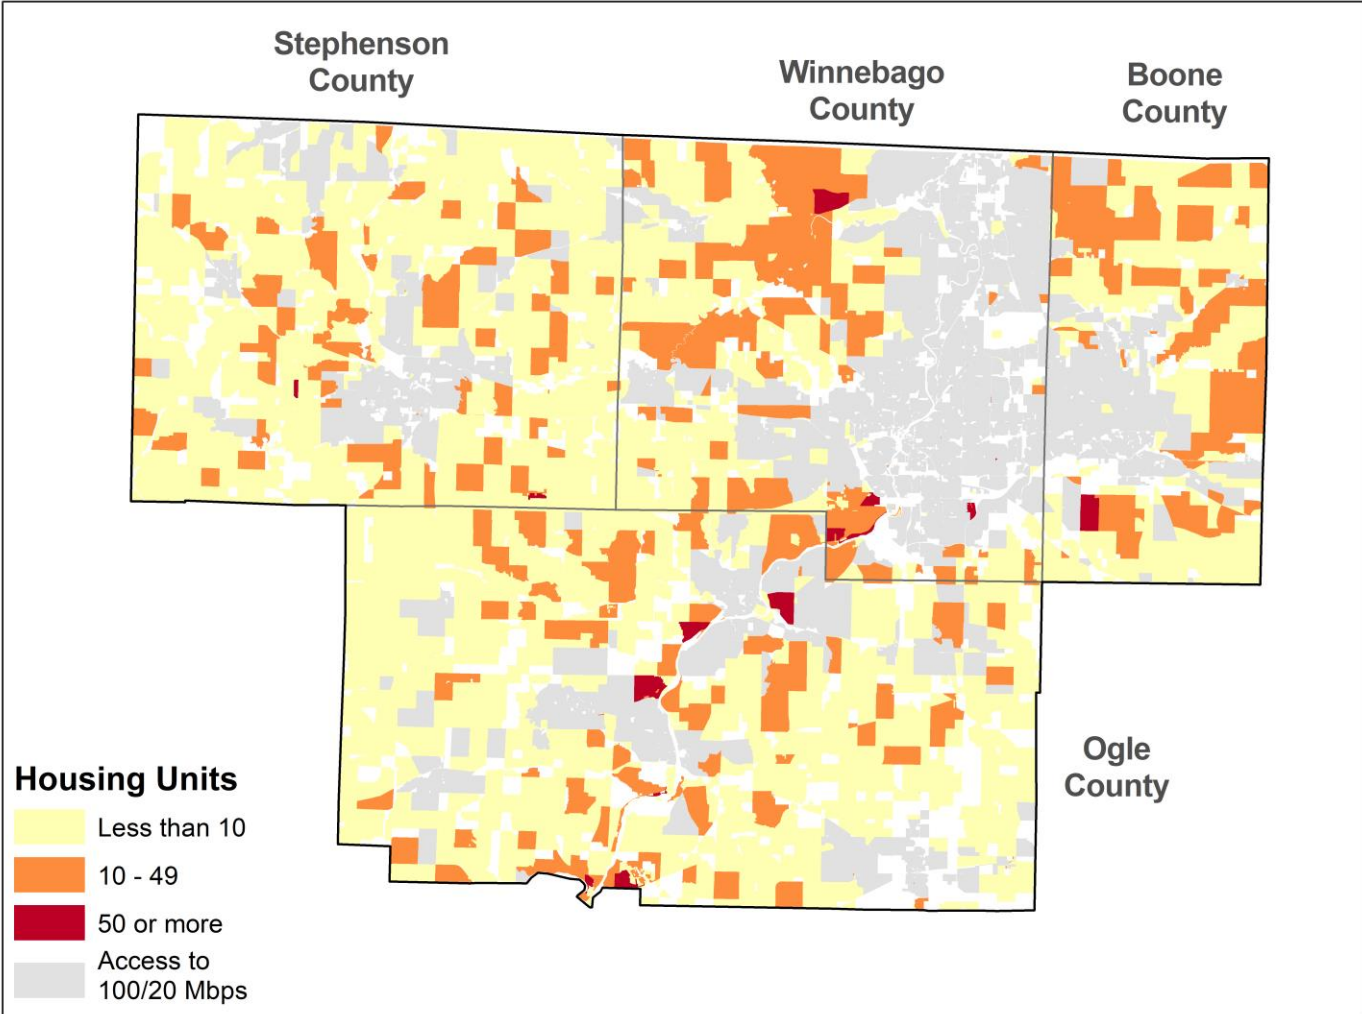 Stephenson
County
Winnebago
County
Boone
County
Ogle
County
Housing Units
Less than 10
10 - 49
50 or more
Access to
100/20 Mbps